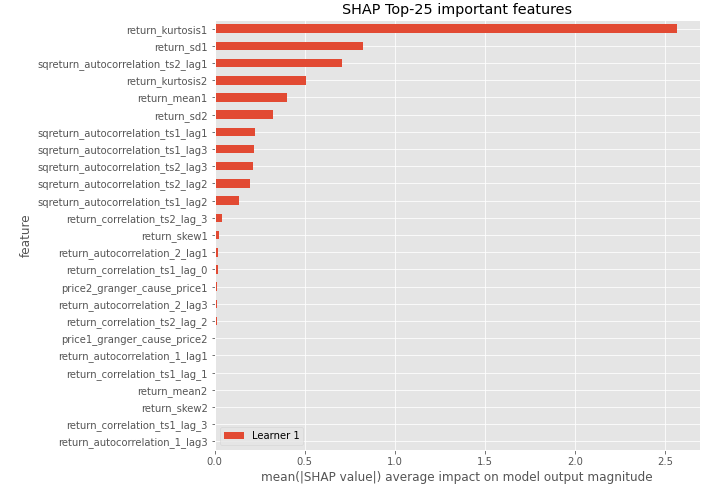 SHAP Top-25 important features
return_kurtosis1
return_sd1
sqreturn_autocorrelation_ts2_lag1
return_kurtosis2
return_mean1
return_sd2
sqreturn_autocorrelation_ts1_lag1
sqreturn_autocorrelation_ts1_lag3
sqreturn_autocorrelation_ts2_lag3
sqreturn_autocorrelation_ts2_lag2
sqreturn_autocorrelation_ts1_lag2
return_correlation_ts2_lag_3
return_skew1
return_autocorrelation_2_lag1
return_correlation_ts1_lag_0
price2_granger_cause_price1
return_autocorrelation_2_lag3
return_correlation_ts2_lag_2
price1_granger_cause_price2
return_autocorrelation_1_lag1
return_correlation_ts1_lag_1
return_mean2
return_skew2
return_correlation_ts1_lag_3
return_autocorrelation_1_lag3
feature
Learner 1
0.0 0.5 1.0 1.5 2.0 2.5
mean(|SHAP value|) average impact on model output magnitude